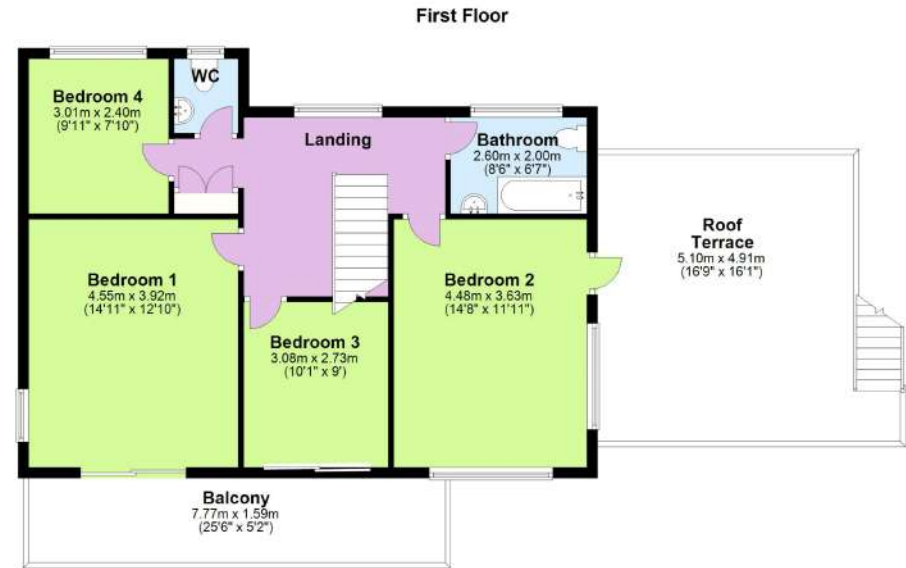 First Floor
WC
Bedroom 4
3.01m x 2.40m
(9'11" x 7'10")
Landing
Bathroom
2.60m x 2.00m
(8'6" x 6'7")
Roof
Terrace
5.10m x 4.91m
(16'9" x 16'1")
Bedroom 1
4.55m x 3.92m
(14'11" x 12'10")
Bedroom 2
4.48m x 3.63m
(14'8" x 11'11")
Bedroom 3
3.08m x 2.73m
(10'1" x 9')
Balcony
7.77m x 1.59m
(25'6" x 5'2")